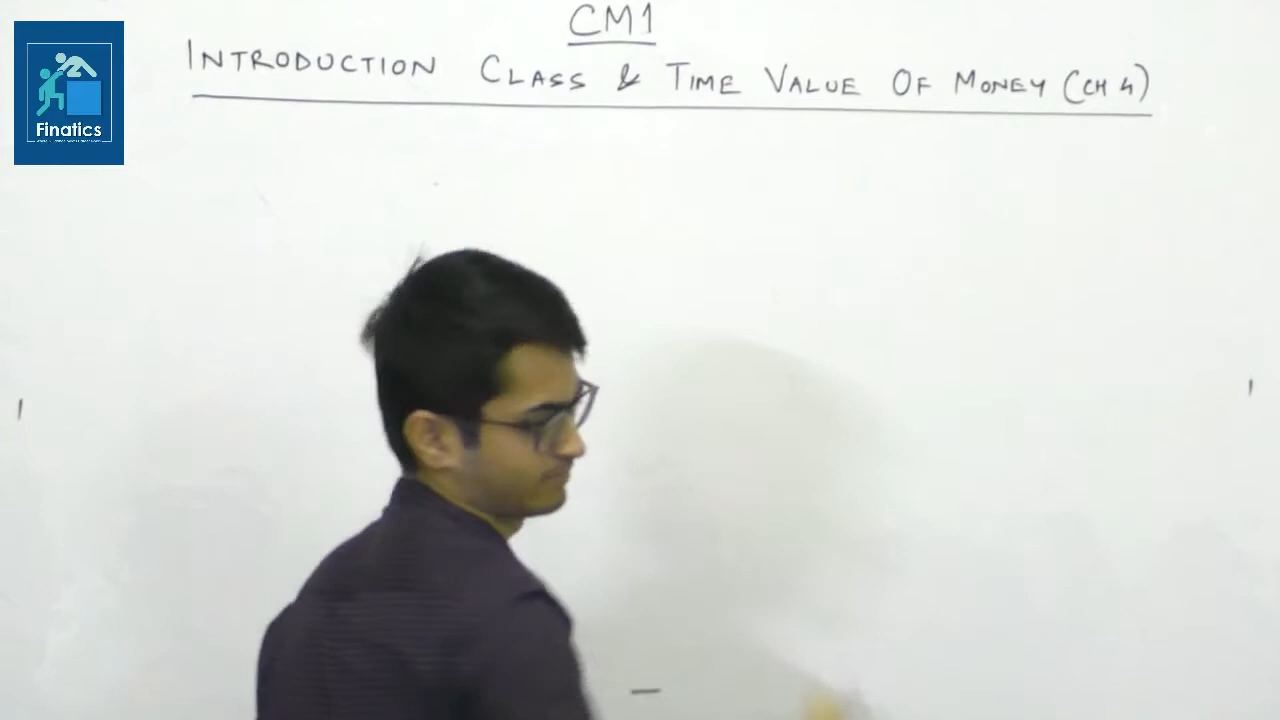 CM1
INTRODUCTION CLASS & TIME VALUE OF MONEY (CH 4)
Finatics